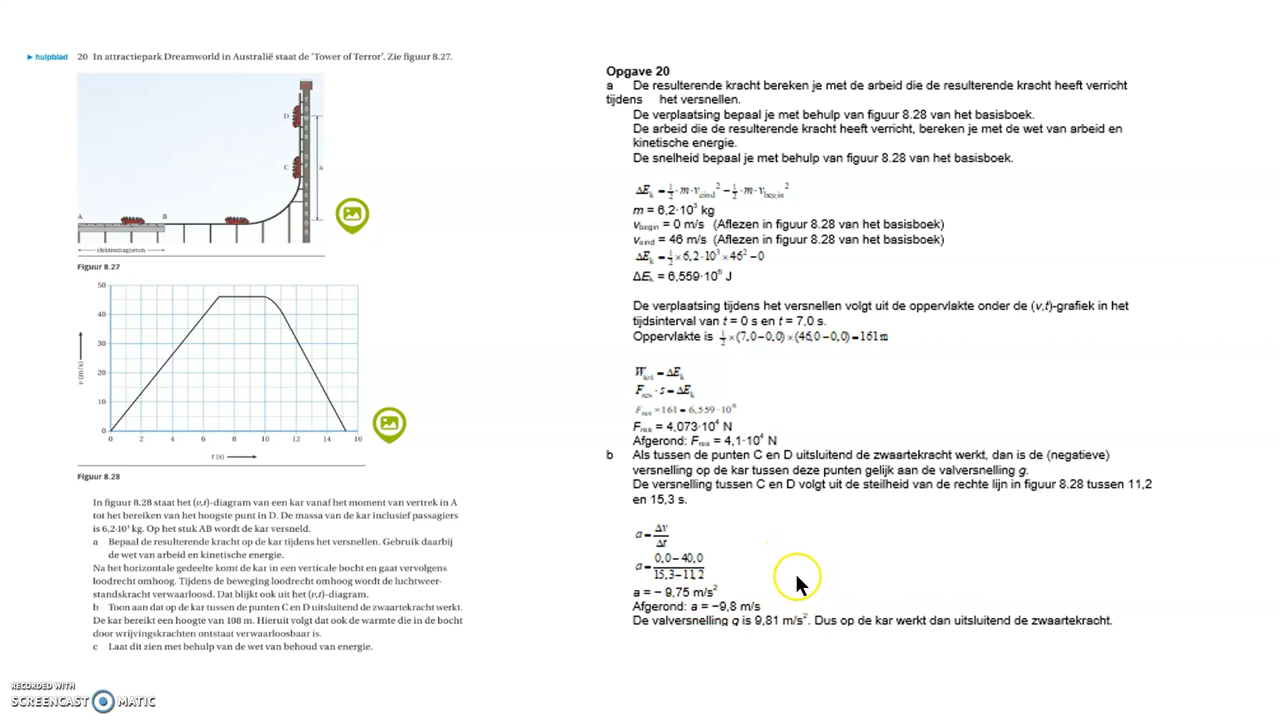 ▶ hulpblad 20 In attractiepark Dreamworld in Australië staat de 'Tower of Terror'. Zie figuur 8.27.
D
C
h
A
B
elektromagneten
Figuur 8.27
50
40
30
20
10
0
v (m/s)
0 2 4 6 8 10 12 14 16
t (s)
Figuur 8.28
In figuur 8.28 staat het (v,t)-diagram van een kar vanaf het moment van vertrek in A
tot het bereiken van het hoogste punt in D. De massa van de kar inclusief passagiers
is 6,2·10³ kg. Op het stuk AB wordt de kar versneld.
a Bepaal de resulterende kracht op de kar tijdens het versnellen. Gebruik daarbij
de wet van arbeid en kinetische energie.
Na het horizontale gedeelte komt de kar in een verticale bocht en gaat vervolgens
loodrecht omhoog. Tijdens de beweging loodrecht omhoog wordt de luchtweer-
standskracht verwaarloosd. Dat blijkt ook uit het (v,t)-diagram.
b Toon aan dat op de kar tussen de punten C en D uitsluitend de zwaartekracht werkt.
De kar bereikt een hoogte van 108 m. Hieruit volgt dat ook de warmte die in de bocht
door wrijvingskrachten ontstaat verwaarloosbaar is.
c Laat dit zien met behulp van de wet van behoud van energie.
Opgave 20
a De resulterende kracht bereken je met de arbeid die de resulterende kracht heeft verricht
tijdens het versnellen.
De verplaatsing bepaal je met behulp van figuur 8.28 van het basisboek.
De arbeid die de resulterende kracht heeft verricht, bereken je met de wet van arbeid en
kinetische energie.
De snelheid bepaal je met behulp van figuur 8.28 van het basisboek.
ΔEₖ = ½·m·v_eind² − ½·m·v_begin²
m = 6,2·10³ kg
v_begin = 0 m/s (Aflezen in figuur 8.28 van het basisboek)
v_eind = 46 m/s (Aflezen in figuur 8.28 van het basisboek)
ΔEₖ = ½ × 6,2·10³ × 46² − 0
ΔEₖ = 6,559·10⁶ J
De verplaatsing tijdens het versnellen volgt uit de oppervlakte onder de (v,t)-grafiek in het
tijdsinterval van t = 0 s en t = 7,0 s.
Oppervlakte is ½ × (7,0 − 0,0) × (46,0 − 0,0) = 161 m
W_tot = ΔEₖ
F_res · s = ΔEₖ
F_res × 161 = 6,559·10⁶
F_res = 4,073·10⁴ N
Afgerond: F_res = 4,1·10⁴ N
b Als tussen de punten C en D uitsluitend de zwaartekracht werkt, dan is de (negatieve)
versnelling op de kar tussen deze punten gelijk aan de valversnelling g.
De versnelling tussen C en D volgt uit de steilheid van de rechte lijn in figuur 8.28 tussen 11,2
en 15,3 s.
a = Δv/Δt
a = (0,0 − 40,0)/(15,3 − 11,2)
a = − 9,75 m/s²
Afgerond: a = −9,8 m/s
De valversnelling g is 9,81 m/s². Dus op de kar werkt dan uitsluitend de zwaartekracht.
RECORDED WITH
SCREENCAST MATIC